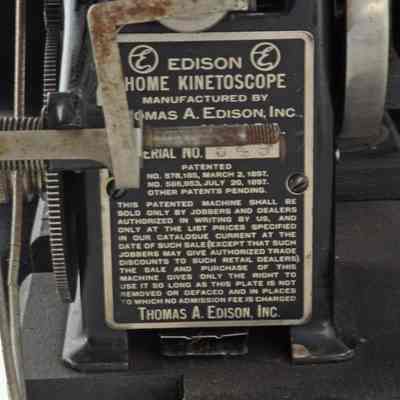 EDISON
HOME KINETOSCOPE
MANUFACTURED BY
THOMAS A. EDISON, INC.
SERIAL NO.
PATENTED
NO. 578,185, MARCH 2, 1897.
NO. 586,953, JULY 20, 1897.
OTHER PATENTS PENDING.
THIS PATENTED MACHINE SHALL BE
SOLD ONLY BY JOBBERS AND DEALERS
AUTHORIZED IN WRITING BY US, AND
ONLY AT THE LIST PRICES SPECIFIED
IN OUR CATALOGUE CURRENT AT THE
DATE OF SUCH SALE (EXCEPT THAT SUCH
JOBBERS MAY GIVE AUTHORIZED TRADE
DISCOUNTS TO SUCH RETAIL DEALERS)
THE SALE AND PURCHASE OF THIS
MACHINE GIVES ONLY THE RIGHT TO
USE IT SO LONG AS THIS PLATE IS NOT
REMOVED OR DEFACED AND IN PLACES
TO WHICH NO ADMISSION FEE IS CHARGED
THOMAS A. EDISON, INC.